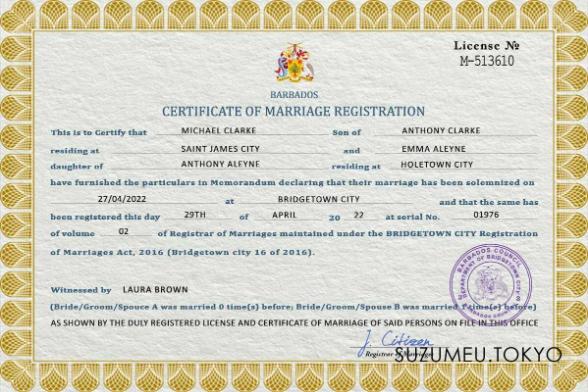 License №
M-513610
BARBADOS
CERTIFICATE OF MARRIAGE REGISTRATION
This is to Certify that MICHAEL CLARKE Son of ANTHONY CLARKE
residing at SAINT JAMES CITY and EMMA ALEYNE
daughter of ANTHONY ALEYNE residing at HOLETOWN CITY
have furnished the particulars in Memorandum declaring that their marriage has been solemnized on
27/04/2022 at BRIDGETOWN CITY and that the same has
been registered this day 29TH of APRIL 20 22 at serial No. 01976
of volume 02 of Registrar of Marriages maintained under the BRIDGETOWN CITY Registration
of Marriages Act, 2016 (Bridgetown city 16 of 2016).
BARBADOS COUNCIL
DEPARTMENT OF BRIDGETOWN
Witnessed by LAURA BROWN
(Bride/Groom/Spouce A was married 0 time(s) before; Bride/Groom/Spouse B was married time(s) before)
AS SHOWN BY THE DULY REGISTERED LICENSE AND CERTIFICATE OF MARRIAGE OF SAID PERSONS ON FILE IN THIS OFFICE
J. Citizen
SUZUMEU.TOKYO